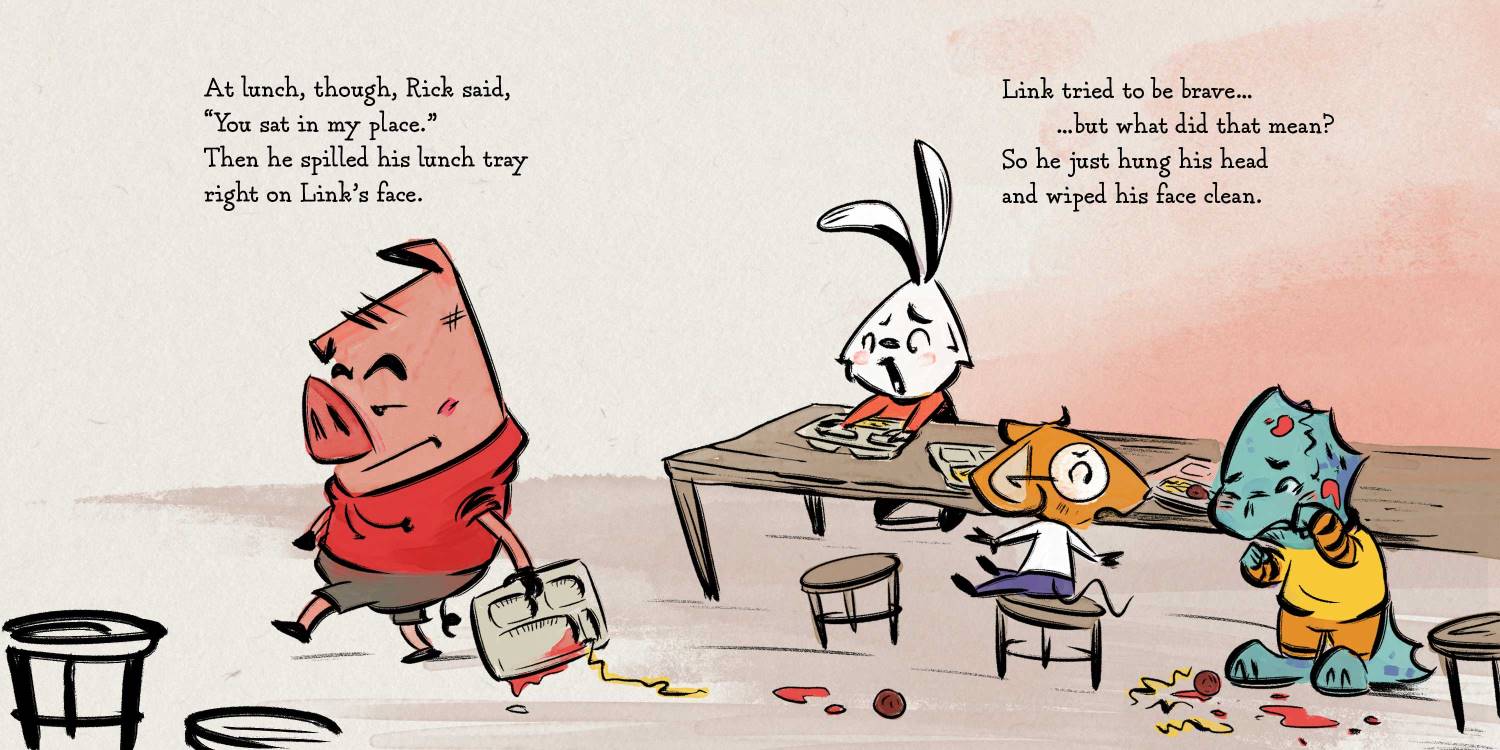 At lunch, though, Rick said,
“You sat in my place.”
Then he spilled his lunch tray
right on Link’s face.
Link tried to be brave...
...but what did that mean?
So he just hung his head
and wiped his face clean.